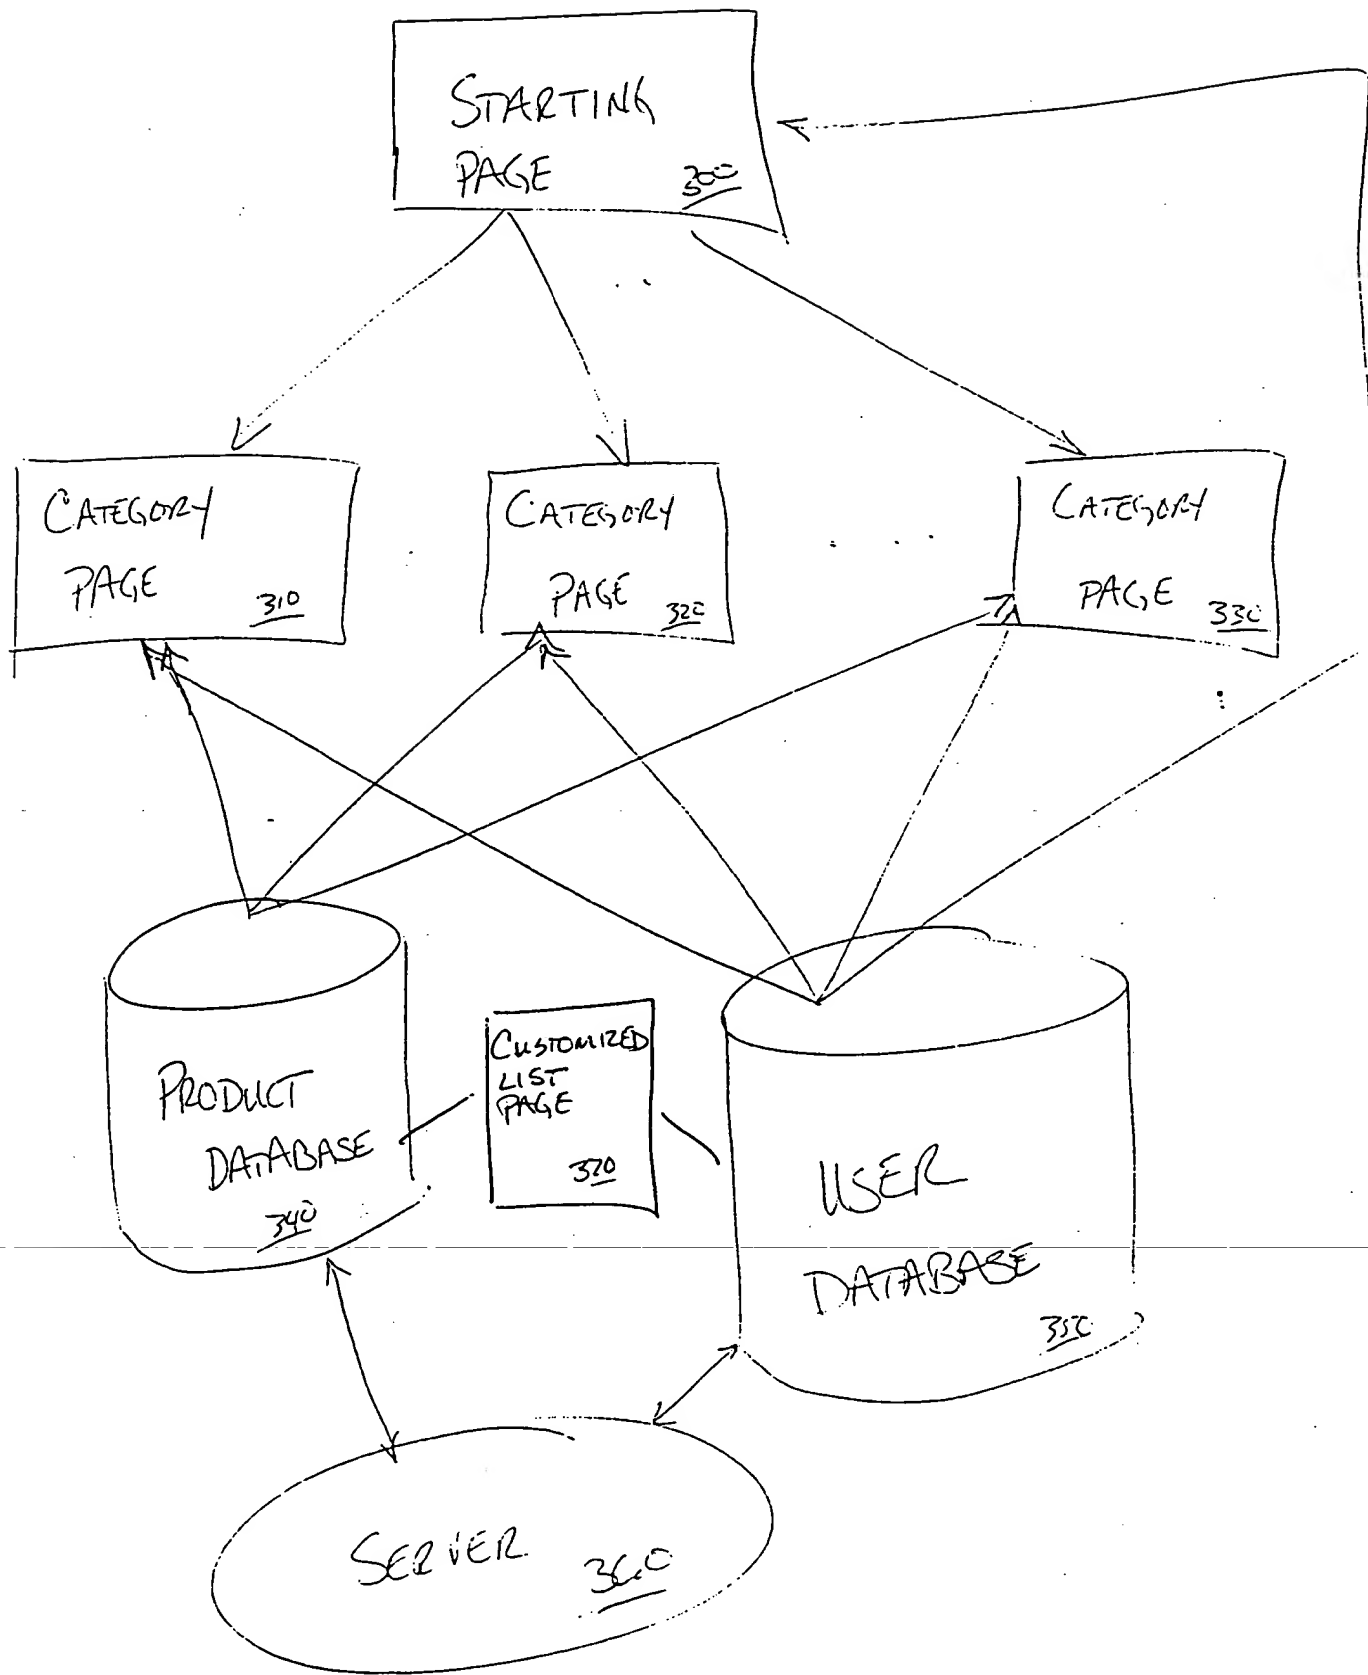 STARTING
PAGE 300
CATEGORY
PAGE 310
CATEGORY
PAGE 320
CATEGORY
PAGE 330
PRODUCT
DATABASE
340
CUSTOMIZED
LIST
PAGE
370
USER
DATABASE
350
SERVER 360